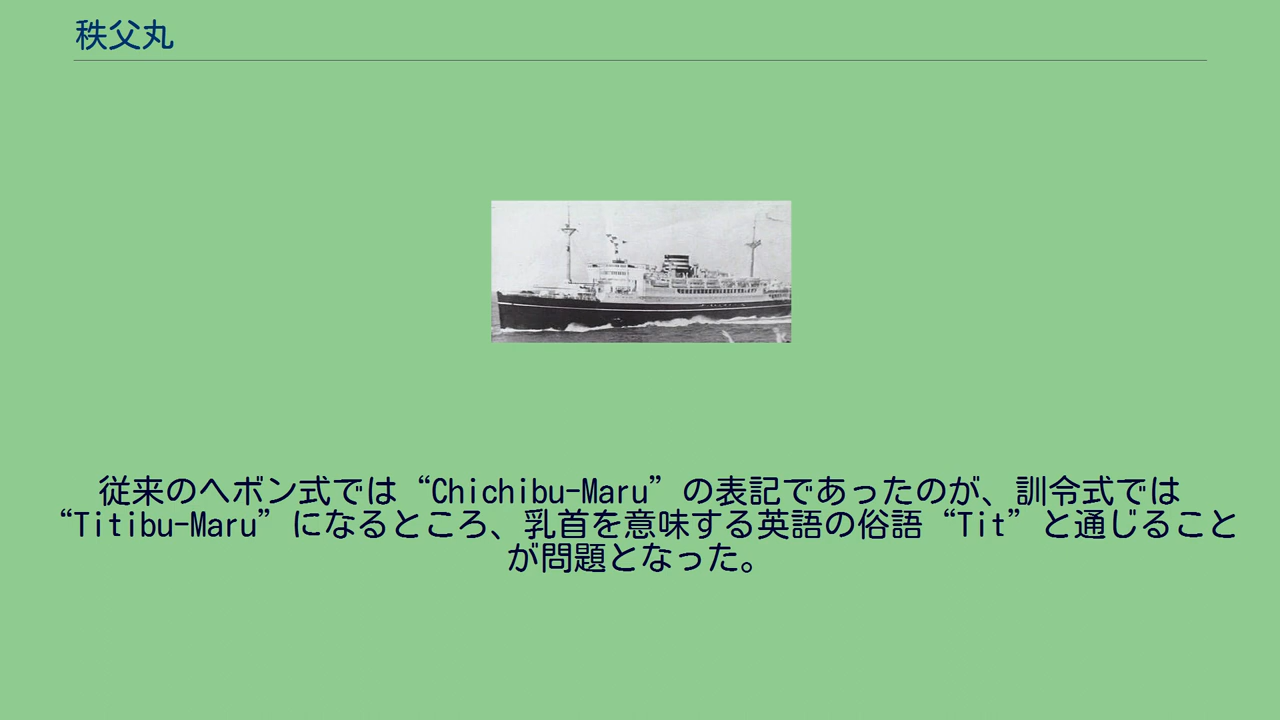 秩父丸
従来のヘボン式では“Chichibu-Maru”の表記であったのが、訓令式では
“Titibu-Maru”になるところ、乳首を意味する英語の俗語“Tit”と通じること
が問題となった。